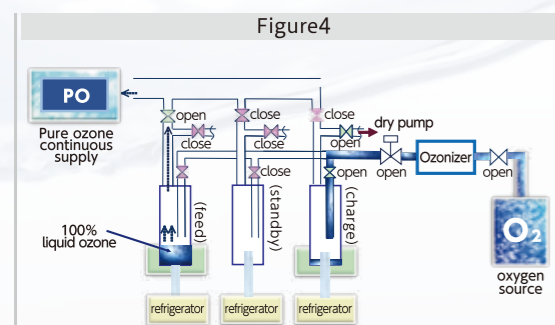 Figure4
PO
Pure ozone
continuous
supply
open
close
close
close
close
open
dry pump
open
Ozonizer
open
close
open
(feed)
(standby)
(charge)
100%
liquid ozone
O₂
oxygen
source
refrigerator
refrigerator
refrigerator